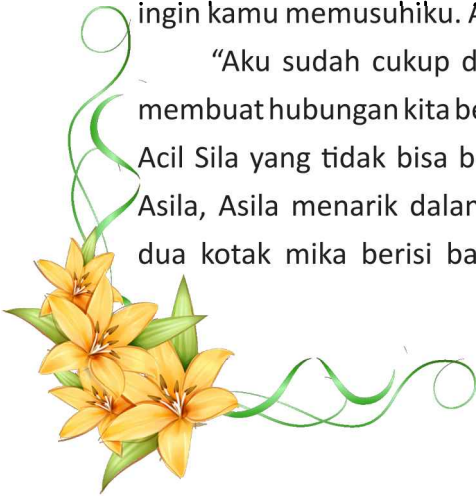 ingin kamu memusuhiku. A
“Aku sudah cukup d
membuat hubungan kita be
Acil Sila yang tidak bisa b
Asila, Asila menarik dalan
dua kotak mika berisi ba